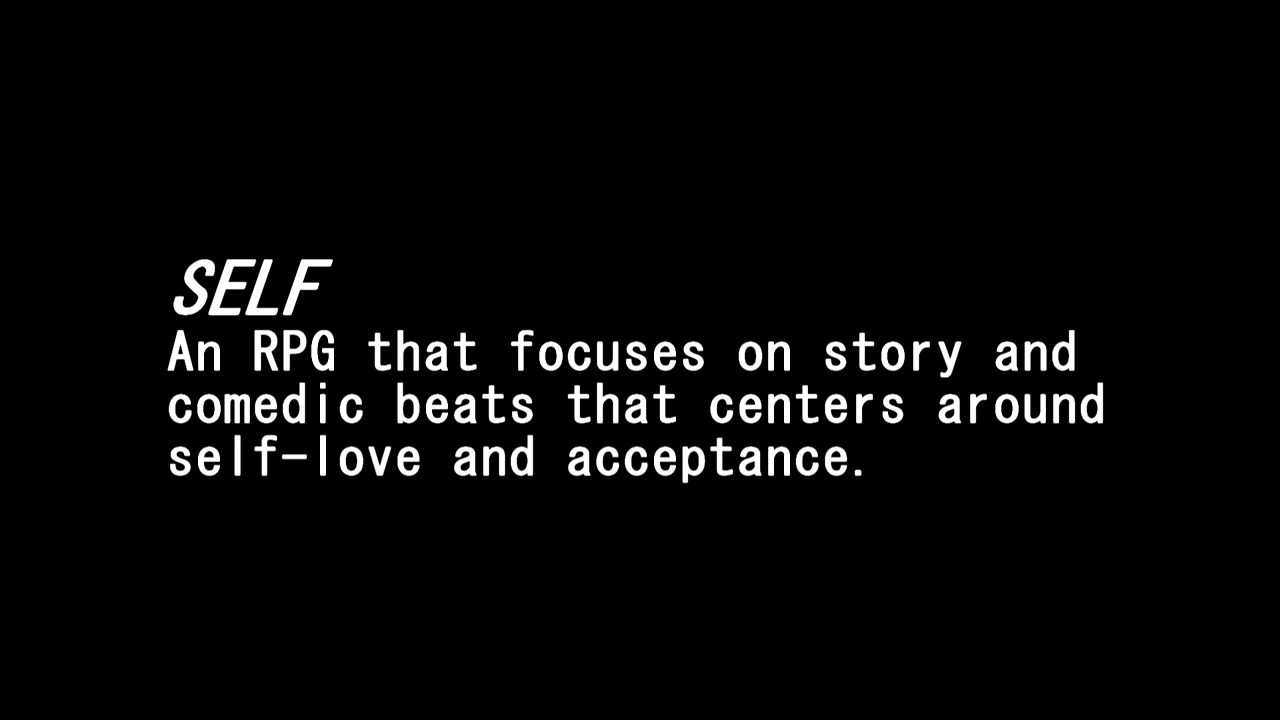 SELF
An RPG that focuses on story and
comedic beats that centers around
self-love and acceptance.